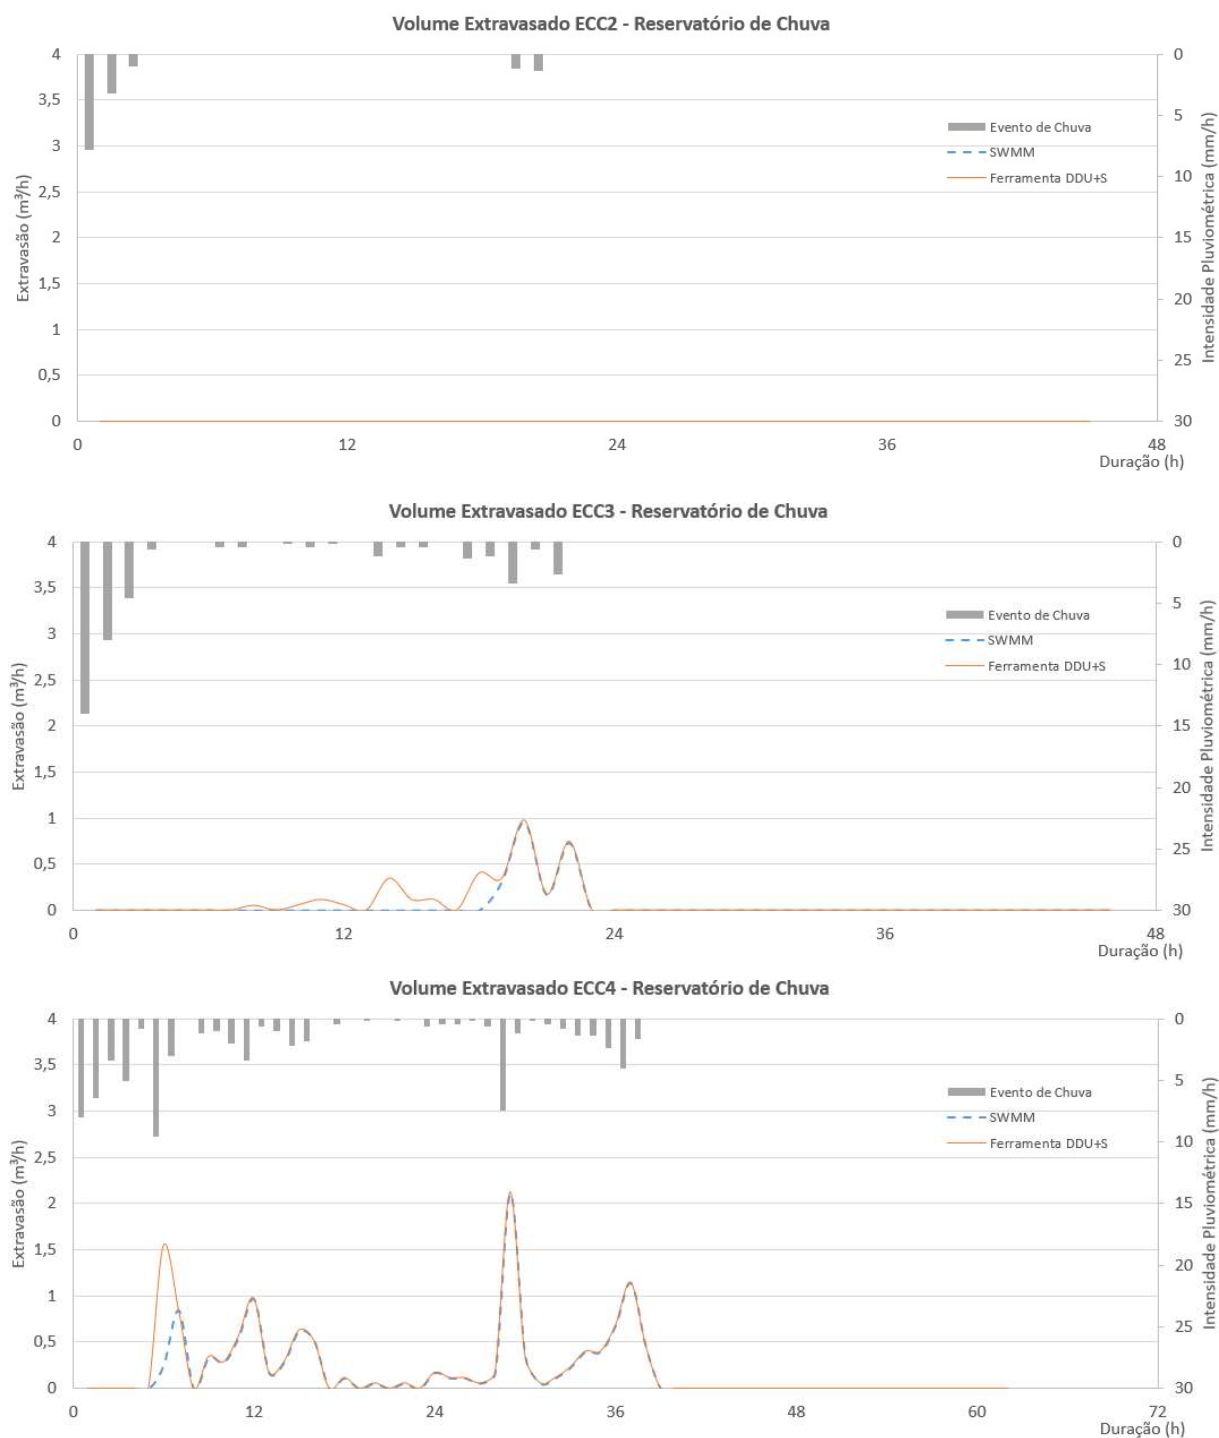 Volume Extravasado ECC2 - Reservatório de Chuva
4 0
3,5
5
3
10
2,5
2 15
1,5
20
1
25
0,5
0 30
Extravasão (m³/h)
Intensidade Pluviométrica (mm/h)
Evento de Chuva
SWMM
Ferramenta DDU+S
0 12 24 36 48
Duração (h)
Volume Extravasado ECC3 - Reservatório de Chuva
4 0
3,5
5
3
10
2,5
2 15
1,5
20
1
25
0,5
0 30
Extravasão (m³/h)
Intensidade Pluviométrica (mm/h)
Evento de Chuva
SWMM
Ferramenta DDU+S
0 12 24 36 48
Duração (h)
Volume Extravasado ECC4 - Reservatório de Chuva
4 0
3,5
5
3
10
2,5
2 15
1,5
20
1
25
0,5
0 30
Extravasão (m³/h)
Intensidade Pluviométrica (mm/h)
Evento de Chuva
SWMM
Ferramenta DDU+S
0 12 24 36 48 60 72
Duração (h)